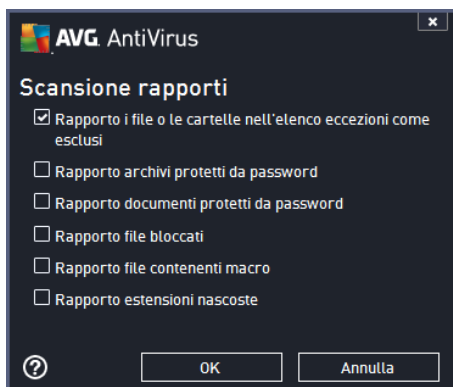 AVG AntiVirus
x
Scansione rapporti
Rapporto i file o le cartelle nell'elenco eccezioni come
esclusi
Rapporto archivi protetti da password
Rapporto documenti protetti da password
Rapporto file bloccati
Rapporto file contenenti macro
Rapporto estensioni nascoste
? OK Annulla